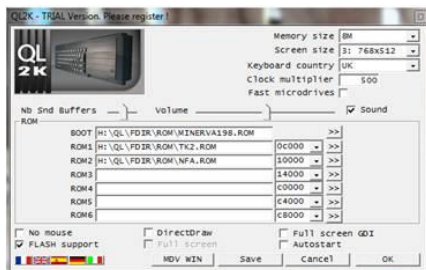 QL2K - TRIAL Version. Please register !
QL
2K
Memory size 8M
Screen size 3: 768x512
Keyboard country UK
Clock multiplier 500
Fast microdrives
Nb Snd Buffers
Volume
Sound
ROM
BOOT H:\QL\FDIR\ROM\MINERVA198.ROM >>
ROM1 H:\QL\FDIR\ROM\TK2.ROM 0C000 >>
ROM2 H:\QL\FDIR\ROM\NFA.ROM 10000 >>
ROM3 14000 >>
ROM4 C0000 >>
ROM5 C4000 >>
ROM6 C8000 >>
No mouse
DirectDraw
Full screen GDI
FLASH support
Full screen
Autostart
MDV WIN
Save
Cancel
OK